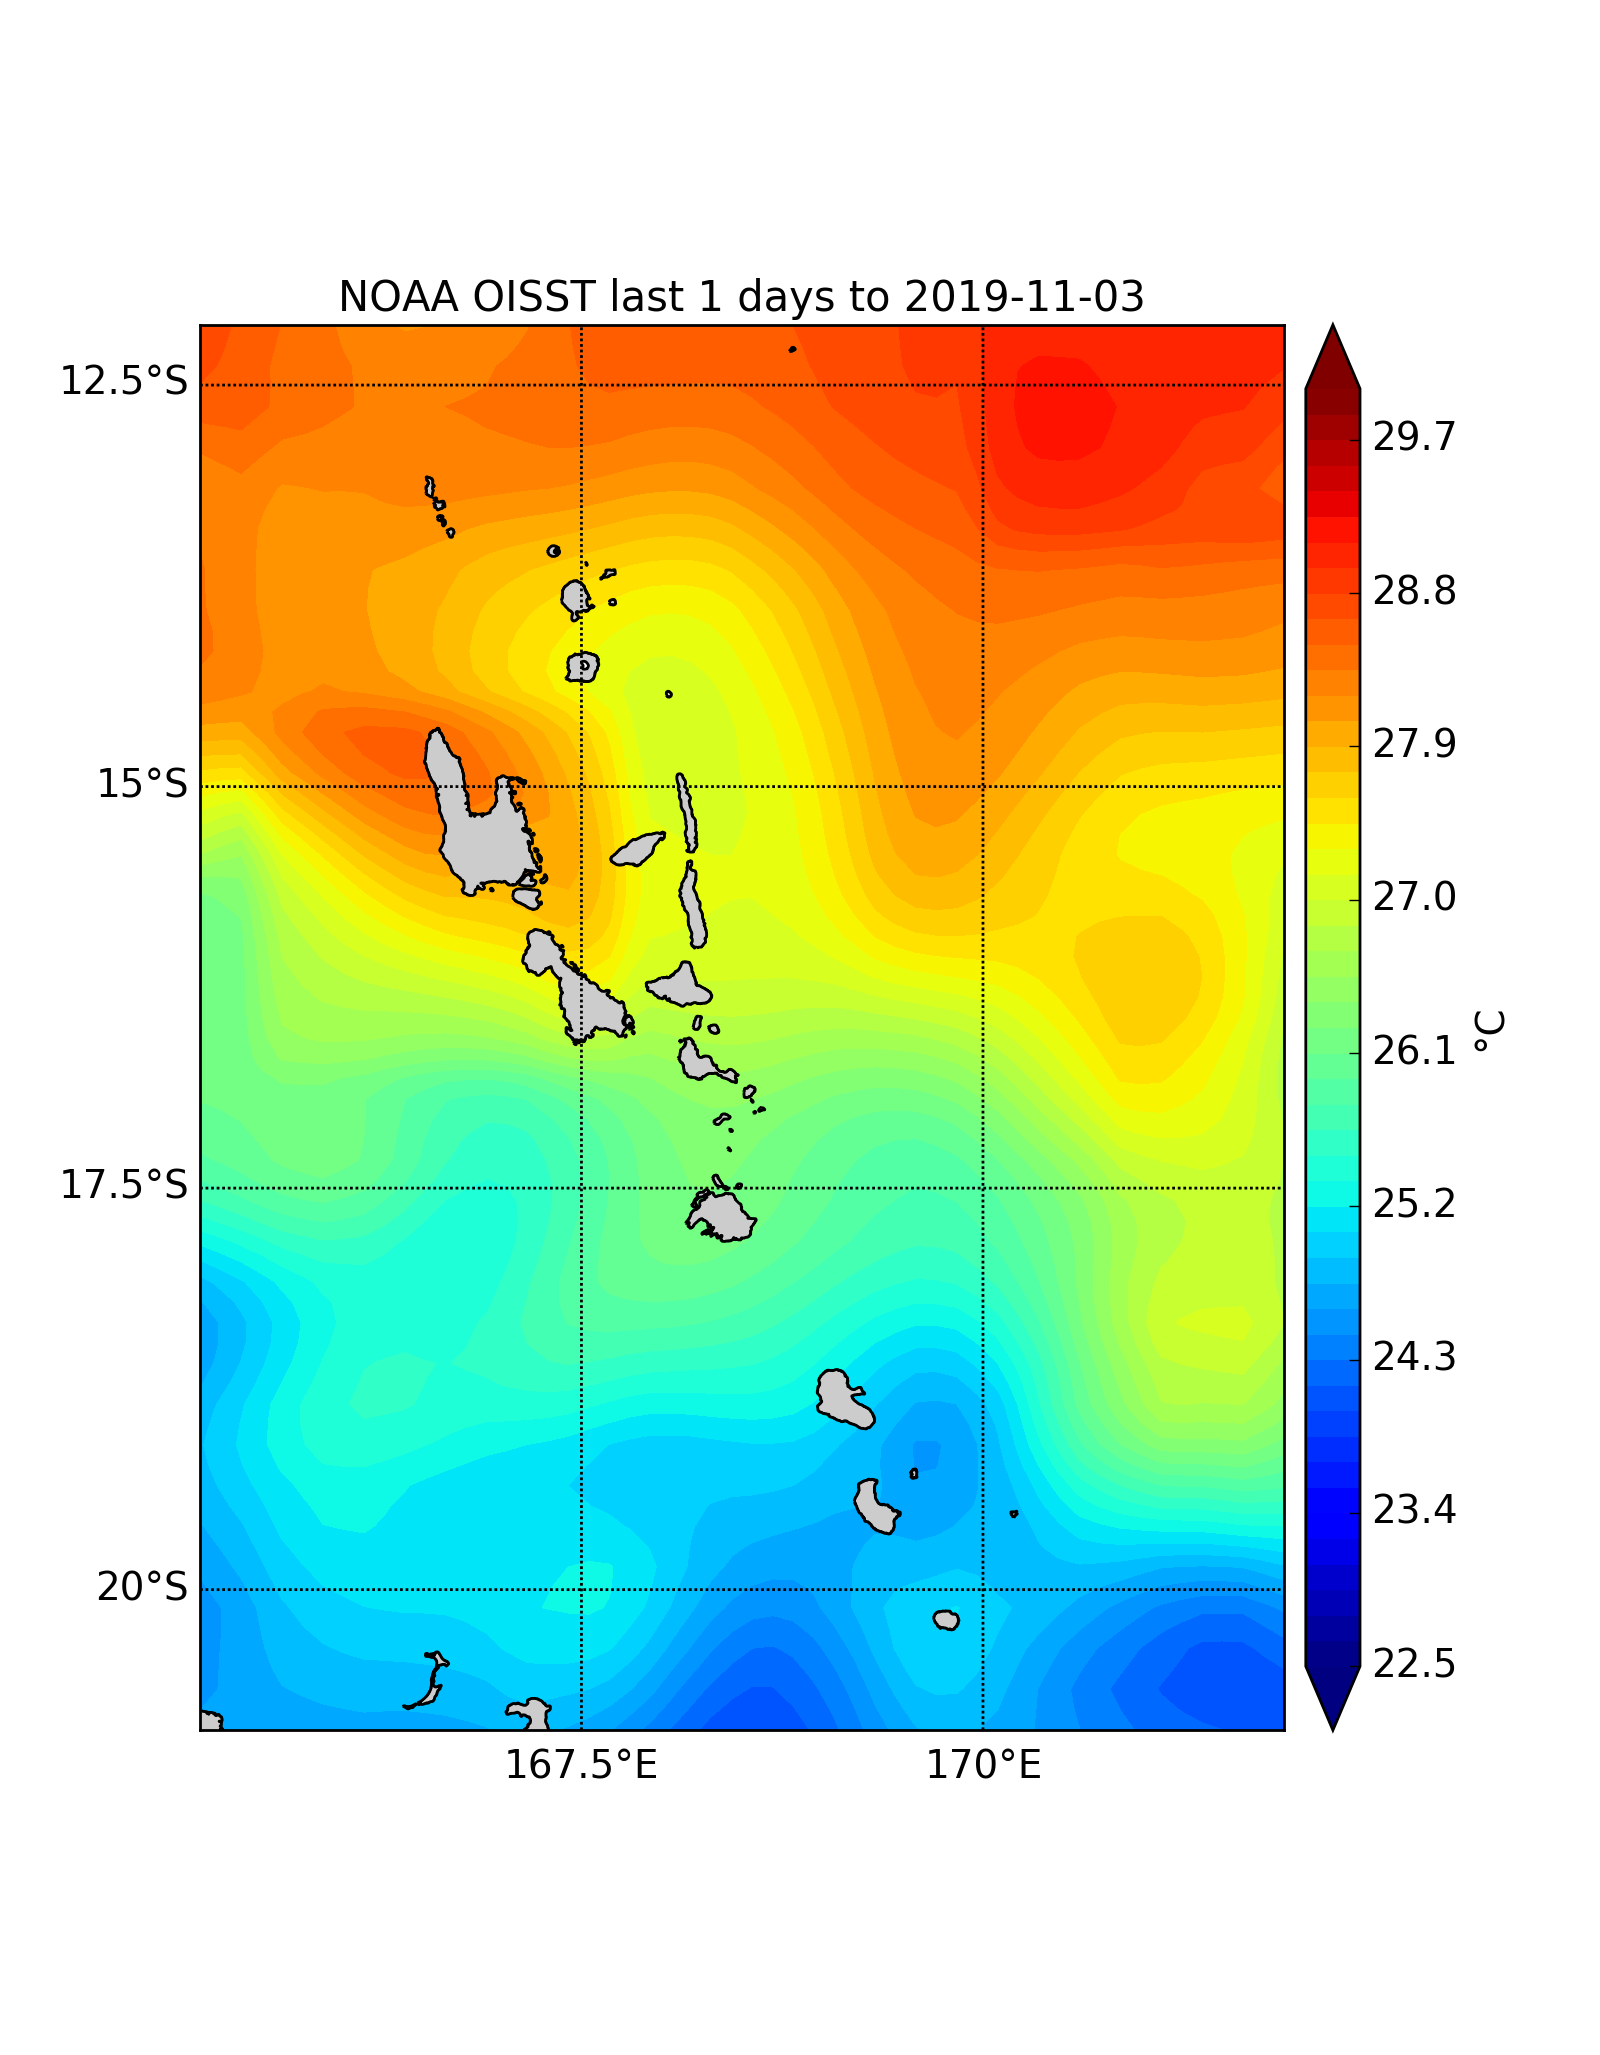 NOAA OISST last 1 days to 2019-11-03
12.5°S
15°S
17.5°S
20°S
167.5°E
170°E
29.7
28.8
27.9
27.0
26.1
25.2
24.3
23.4
22.5
°C